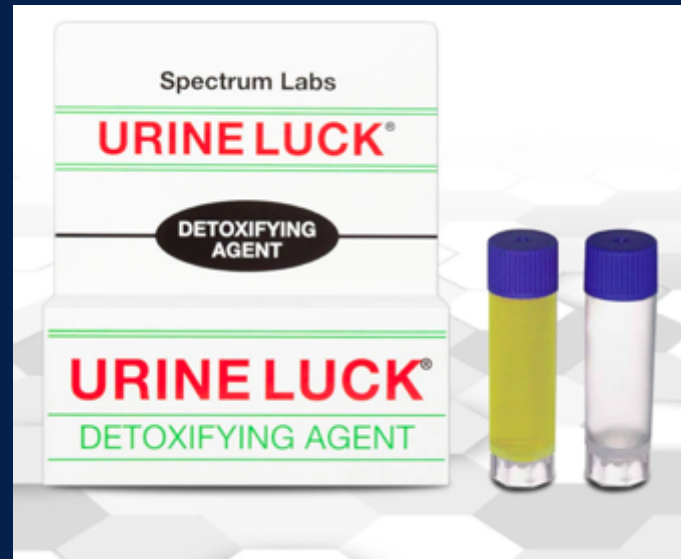 Spectrum Labs
URINE LUCK®
DETOXIFYING
AGENT
URINE LUCK®
DETOXIFYING AGENT